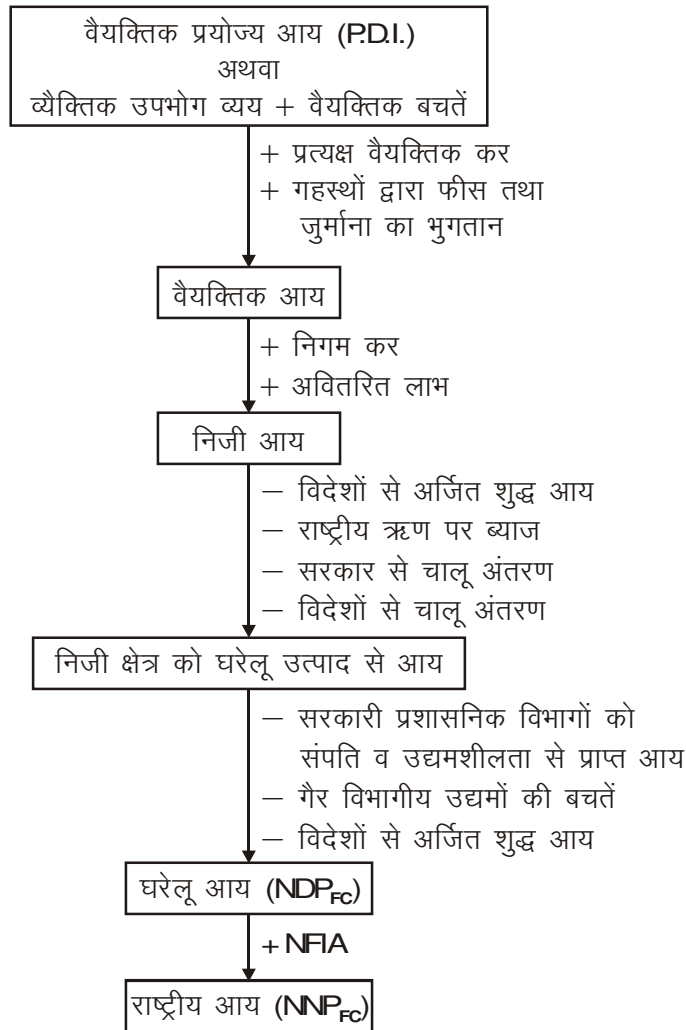 वैयक्तिक प्रयोज्य आय (P.D.I.)
अथवा
व्यैक्तिक उपभोग व्यय + वैयक्तिक बचतें
+ प्रत्यक्ष वैयक्तिक कर
+ गहस्थों द्वारा फीस तथा
जुर्माना का भुगतान
वैयक्तिक आय
+ निगम कर
+ अवितरित लाभ
निजी आय
– विदेशों से अर्जित शुद्ध आय
– राष्ट्रीय ऋण पर ब्याज
– सरकार से चालू अंतरण
– विदेशों से चालू अंतरण
निजी क्षेत्र को घरेलू उत्पाद से आय
– सरकारी प्रशासनिक विभागों को
संपति व उद्यमशीलता से प्राप्त आय
– गैर विभागीय उद्यमों की बचतें
– विदेशों से अर्जित शुद्ध आय
घरेलू आय (NDP_FC)
+ NFIA
राष्ट्रीय आय (NNP_FC)